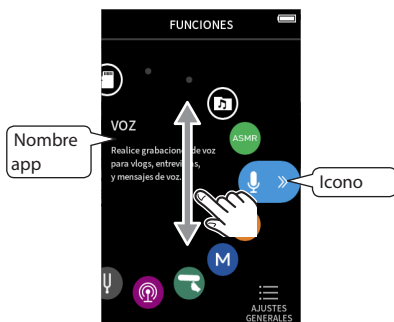 FUNCIONES
ASMR
VOZ
Realice grabaciones de voz
para vlogs, entrevistas,
y mensajes de voz.
Nombre
app
Icono
M
AJUSTES
GENERALES